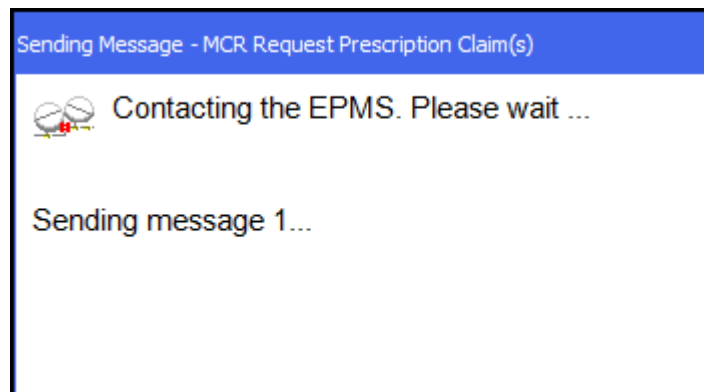 Sending Message - MCR Request Prescription Claim(s)
Contacting the EPMS. Please wait ...
Sending message 1...